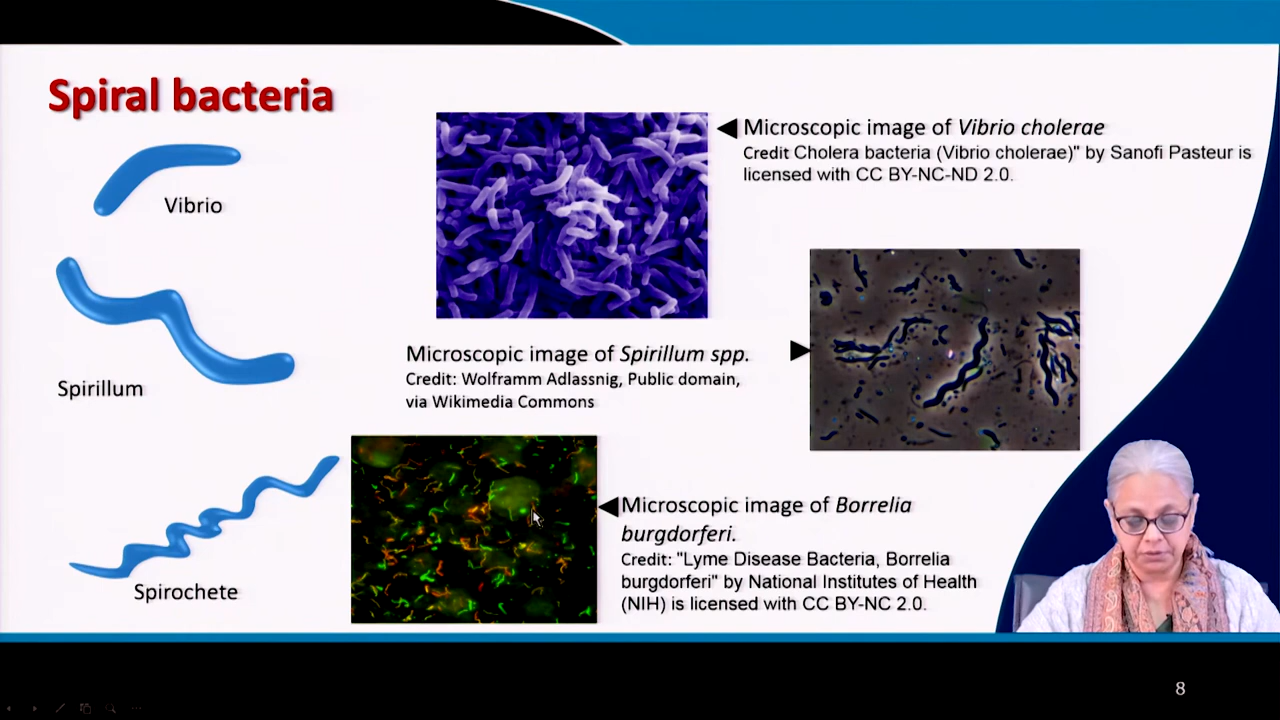 Spiral bacteria
Vibrio
Spirillum
Spirochete
Microscopic image of Vibrio cholerae
Credit Cholera bacteria (Vibrio cholerae)" by Sanofi Pasteur is
licensed with CC BY-NC-ND 2.0.
Microscopic image of Spirillum spp.
Credit: Wolframm Adlassnig, Public domain,
via Wikimedia Commons
Microscopic image of Borrelia
burgdorferi.
Credit: "Lyme Disease Bacteria, Borrelia
burgdorferi" by National Institutes of Health
(NIH) is licensed with CC BY-NC 2.0.
8